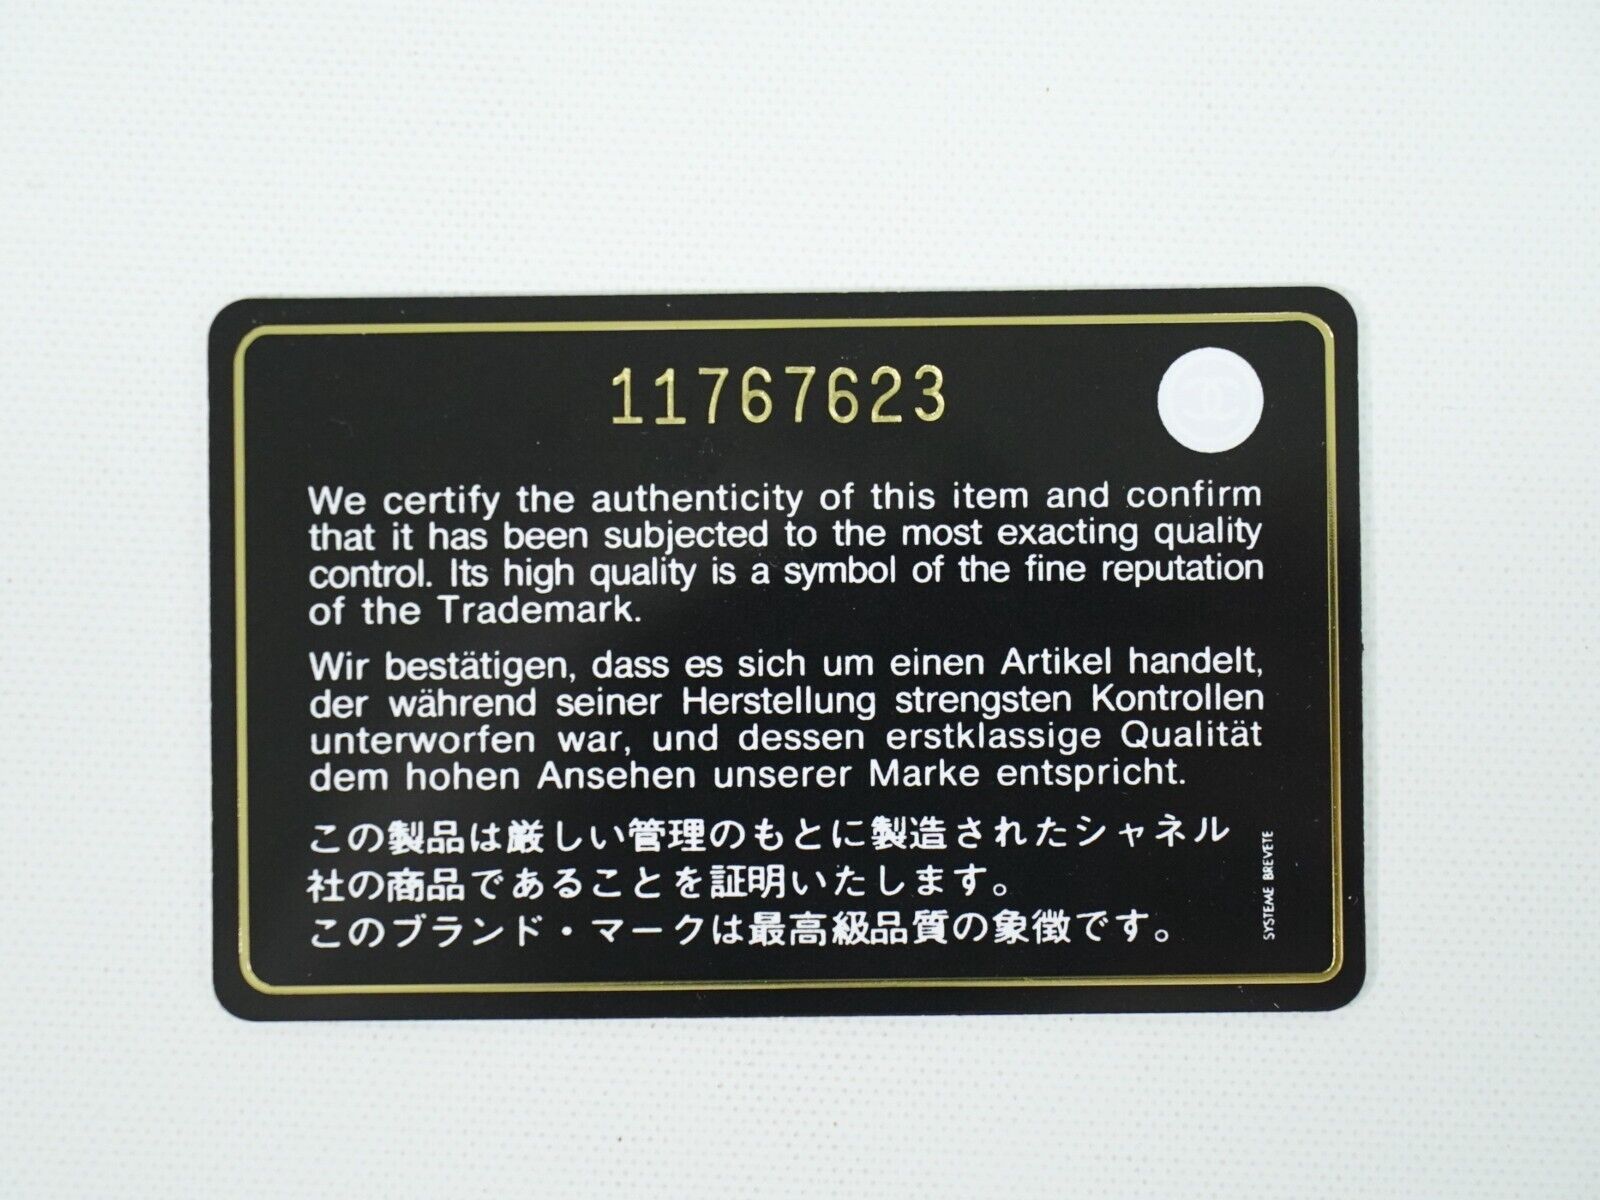 11767623
We certify the authenticity of this item and confirm
that it has been subjected to the most exacting quality
control. Its high quality is a symbol of the fine reputation
of the Trademark.
Wir bestätigen, dass es sich um einen Artikel handelt,
der während seiner Herstellung strengsten Kontrollen
unterworfen war, und dessen erstklassige Qualität
dem hohen Ansehen unserer Marke entspricht.
この製品は厳しい管理のもとに製造されたシャネル
社の商品であることを証明いたします。
このブランド・マークは最高級品質の象徴です。
SYSTEME BREVETE